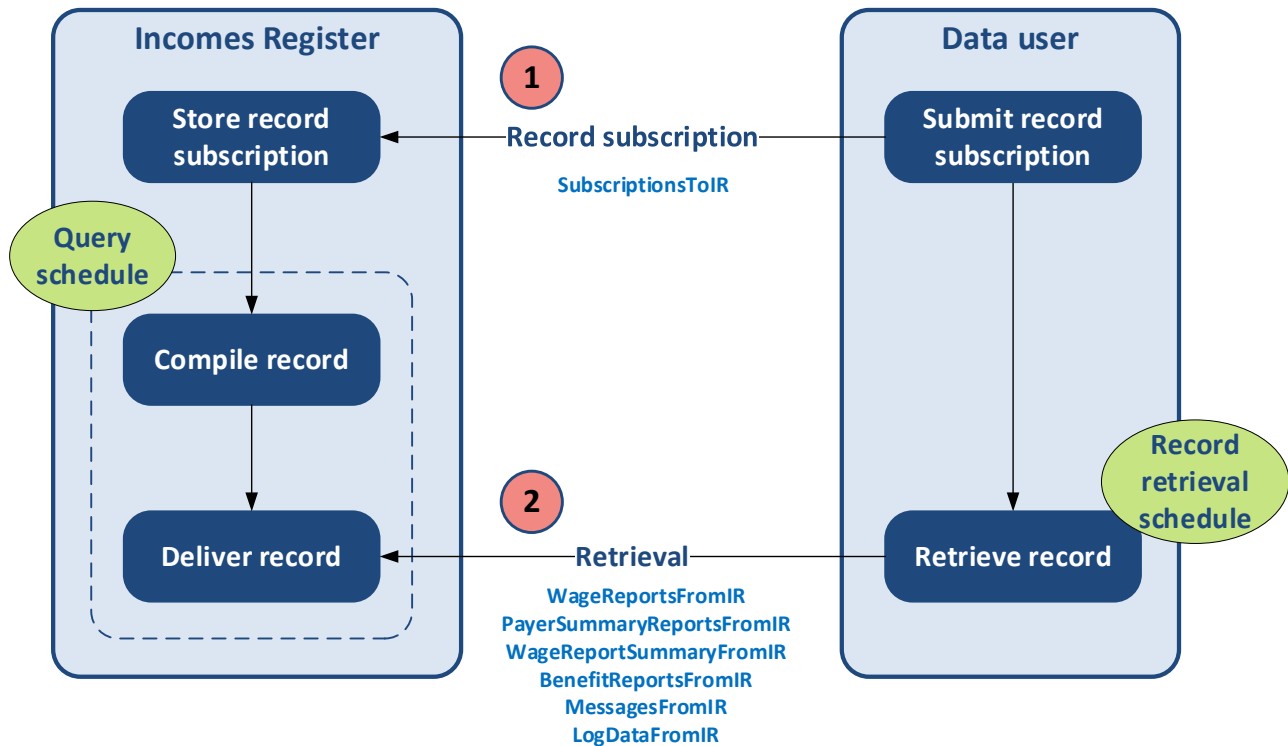 Incomes Register
Data user
1
Store record
subscription
Record subscription
Submit record
subscription
SubscriptionsToIR
Query
schedule
Compile record
Record
retrieval
schedule
2
Deliver record
Retrieval
Retrieve record
WageReportsFromIR
PayerSummaryReportsFromIR
WageReportSummaryFromIR
BenefitReportsFromIR
MessagesFromIR
LogDataFromIR